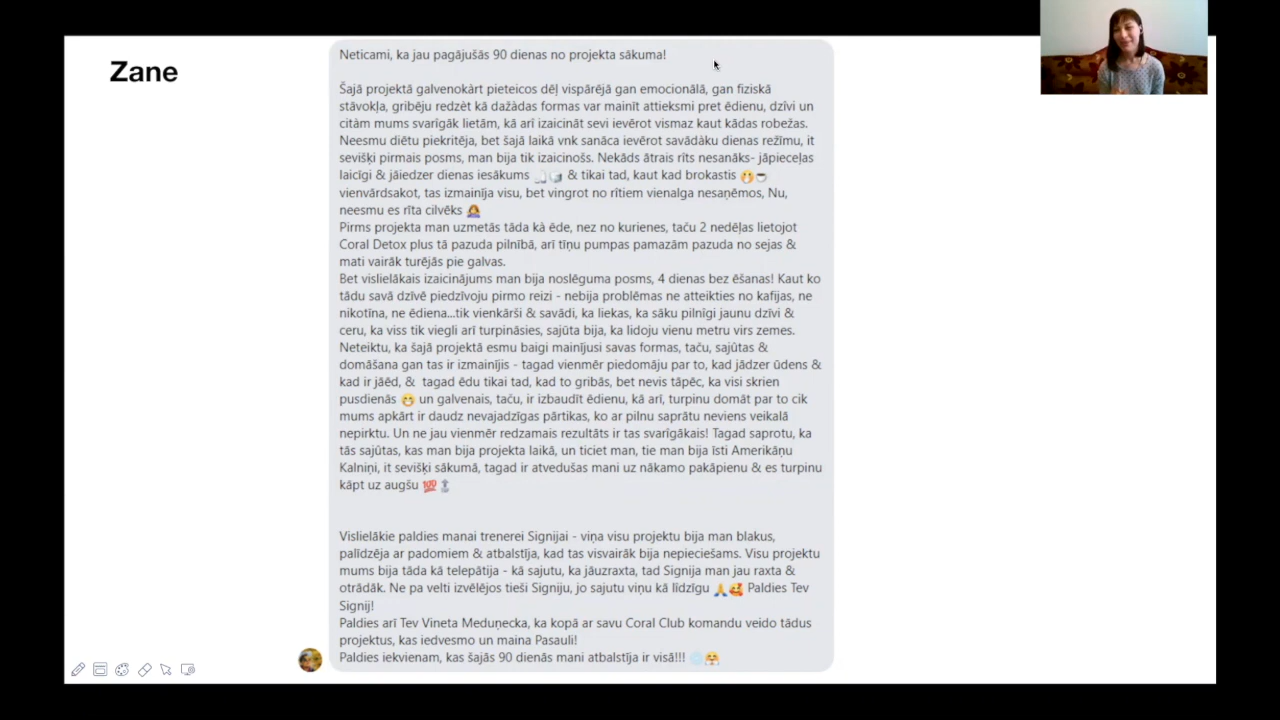 Zane
Neticami, ka jau pagājušās 90 dienas no projekta sākuma!
Šajā projektā galvenokàrt pieteicos dēļ vispārējā gan emocionālā, gan fiziskā
stāvokļa, gribēju redzèt kā dažàdas formas var mainīt attieksmi pret ēdienu, dzīvi un
citàm mums svarīgàk lietām, kā arī izaicināt sevi ievērot vismaz kaut kādas robežas.
Neesmu diētu piekritēja, bet šajā laikā vnk sanāca ievērot savādàku dienas režīmu, it
sevišķi pirmais posms, man bija tik izaicinošs. Nekāds ātrais rīts nesanāks- jāpieceļas
laicīgi & jāiedzer dienas iesākums 🥛🧊 & tikai tad, kaut kad brokastis 🤭☕
vienvārdsakot, tas izmainīja visu, bet vingrot no rītiem vienalga nesaņēmos, Nu,
neesmu es rīta cilvēks 🤦‍♀️
Pirms projekta man uzmetās tāda kà ēde, nez no kurienes, taču 2 nedēļas lietojot
Coral Detox plus tā pazuda pilnībā, arī tīņu pumpas pamazām pazuda no sejas &
mati vairāk turējās pie galvas.
Bet vislielākais izaicinājums man bija noslēguma posms, 4 dienas bez ēšanas! Kaut ko
tādu savā dzīvē piedzīvoju pirmo reizi - nebija problēmas ne atteikties no kafijas, ne
nikotīna, ne ēdiena...tik vienkārši & savādi, ka liekas, ka sāku pilnīgi jaunu dzīvi &
ceru, ka viss tik viegli arī turpināsies, sajūta bija, ka lidoju vienu metru virs zemes.
Neteiktu, ka šajā projektā esmu baigi mainījusi savas formas, taču, sajūtas &
domāšana gan tas ir izmainījis - tagad vienmēr piedomāju par to, kad jādzer ūdens &
kad ir jāēd, &  tagad ēdu tikai tad, kad to gribās, bet nevis tāpēc, ka visi skrien
pusdienās 😁 un galvenais, taču, ir izbaudīt ēdienu, kā arī, turpinu domāt par to cik
mums apkārt ir daudz nevajadzīgas pārtikas, ko ar pilnu saprātu neviens veikalā
nepirktu. Un ne jau vienmēr redzamais rezultāts ir tas svarīgākais! Tagad saprotu, ka
tās sajūtas, kas man bija projekta laikā, un ticiet man, tie man bija īsti Amerikāņu
Kalniņi, it sevišķi sākumā, tagad ir atvedušas mani uz nākamo pakāpienu & es turpinu
kāpt uz augšu 💯
Vislielākie paldies manai trenerei Signijai - viņa visu projektu bija man blakus,
palīdzēja ar padomiem & atbalstīja, kad tas visvairāk bija nepieciešams. Visu projektu
mums bija tāda kā telepātija - kā sajutu, ka jāuzraxta, tad Signija man jau raxta &
otrādāk. Ne pa velti izvēlējos tieši Signiju, jo sajutu viņu kā līdzīgu 🙏🥰 Paldies Tev
Signij!
Paldies arī Tev Vineta Meduņecka, ka kopā ar savu Coral Club komandu veido tādus
projektus, kas iedvesmo un maina Pasauli!
Paldies ikvienam, kas šajās 90 dienās mani atbalstīja ir visā!!!